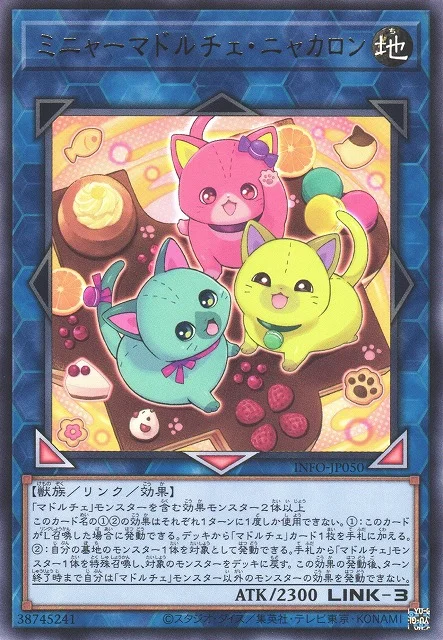 ミニャーマドルチェ・ニャカロン 地
INFO-JP050
【獣族／リンク／効果】
「マドルチェ」モンスターを含む効果モンスター2体以上
このカード名の①②の効果はそれぞれ1ターンに1度しか使用できない。①：このカード
がL召喚した場合に発動できる。デッキから「マドルチェ」カード1枚を手札に加える。
②：自分の墓地のモンスター1体を対象として発動できる。手札から「マドルチェ」モンス
ター1体を特殊召喚し、対象のモンスターをデッキに戻す。この効果の発動後、ターン
終了時まで自分は「マドルチェ」モンスター以外のモンスターの効果を発動できない。
ATK/2300 LINK-3
38745241 ©スタジオ・ダイス／集英社・テレビ東京・KONAMI